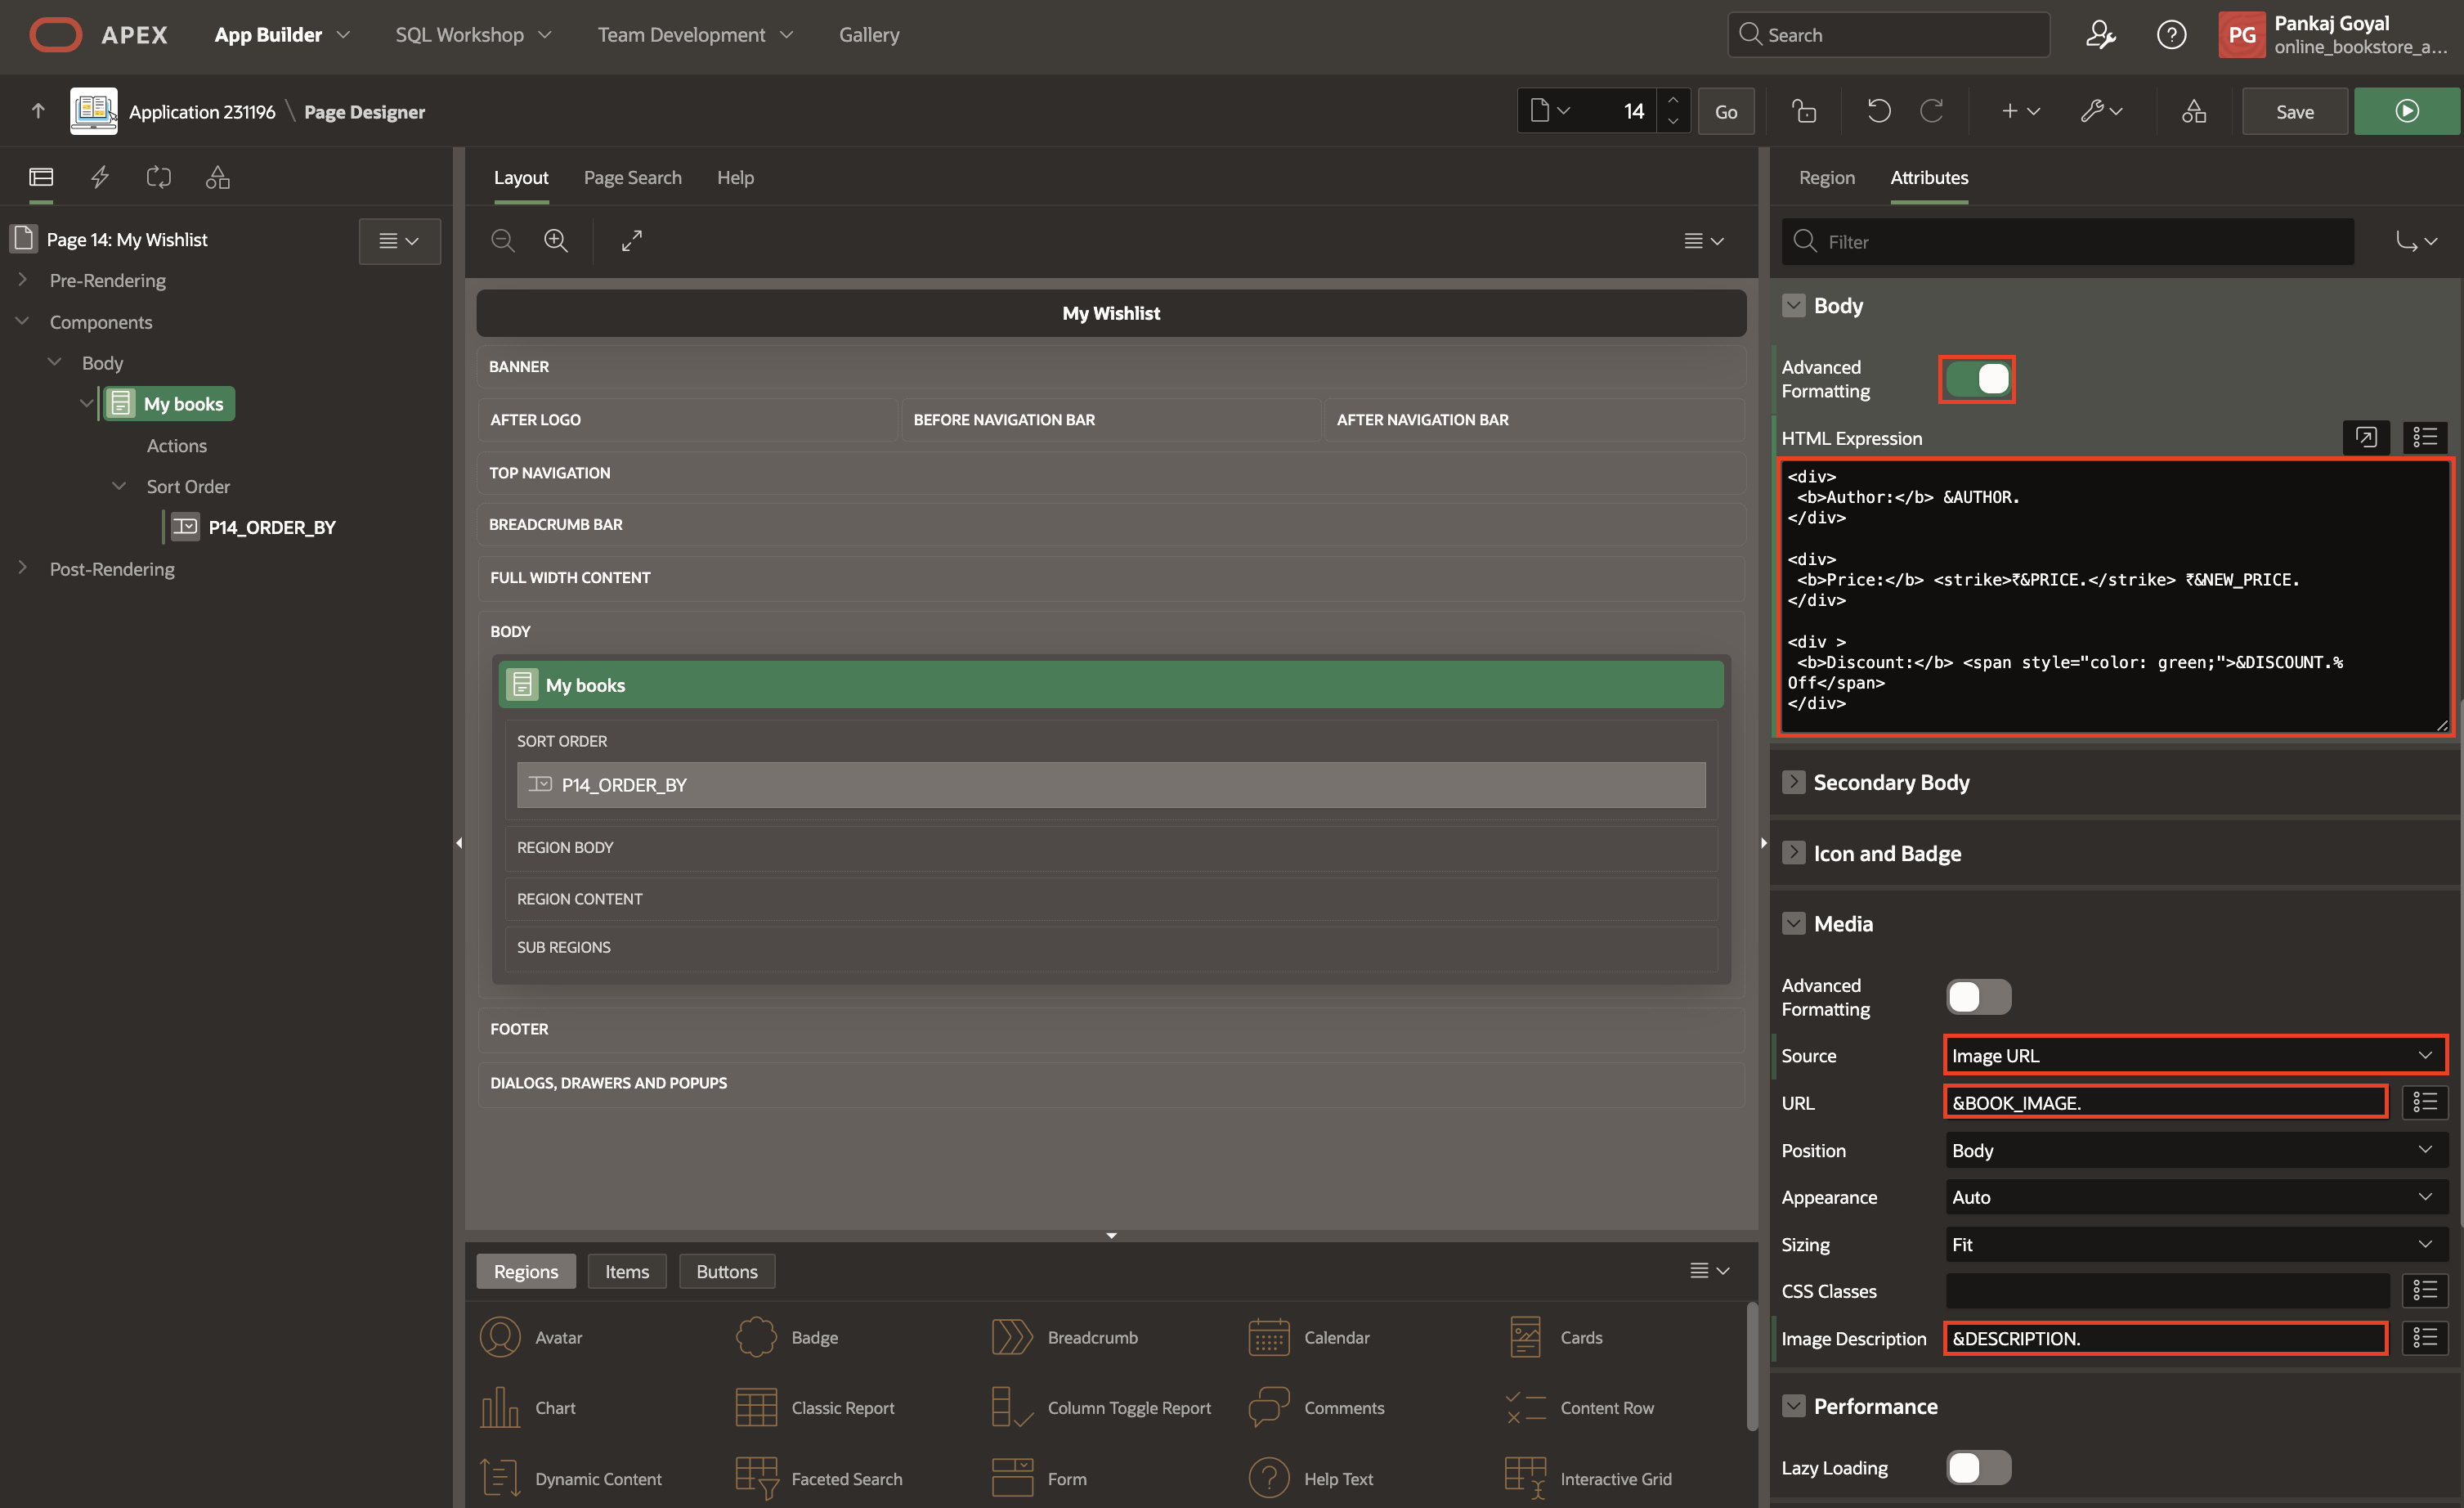 APEX App Builder SQL Workshop Team Development Gallery Search PG Pankaj Goyal
online_bookstore_a...
Application 231196 \ Page Designer 14 Go Save
Layout Page Search Help
Region Attributes
Page 14: My Wishlist
Filter
Pre-Rendering
Components
Body
My books
Actions
Sort Order
P14_ORDER_BY
Post-Rendering
My Wishlist
BANNER
AFTER LOGO BEFORE NAVIGATION BAR AFTER NAVIGATION BAR
TOP NAVIGATION
BREADCRUMB BAR
FULL WIDTH CONTENT
BODY
My books
SORT ORDER
P14_ORDER_BY
REGION BODY
REGION CONTENT
SUB REGIONS
FOOTER
DIALOGS, DRAWERS AND POPUPS
Regions Items Buttons
Avatar Badge Breadcrumb Calendar Cards
Chart Classic Report Column Toggle Report Comments Content Row
Dynamic Content Faceted Search Form Help Text Interactive Grid
Body
Advanced
Formatting
HTML Expression
<div>
<b>Author:</b> &AUTHOR.
</div>
<div>
<b>Price:</b> <strike>₹&PRICE.</strike> ₹&NEW_PRICE.
</div>
<div >
<b>Discount:</b> <span style="color: green;">&DISCOUNT.%
Off</span>
</div>
Secondary Body
Icon and Badge
Media
Advanced
Formatting
Source Image URL
URL &BOOK_IMAGE.
Position Body
Appearance Auto
Sizing Fit
CSS Classes
Image Description &DESCRIPTION.
Performance
Lazy Loading